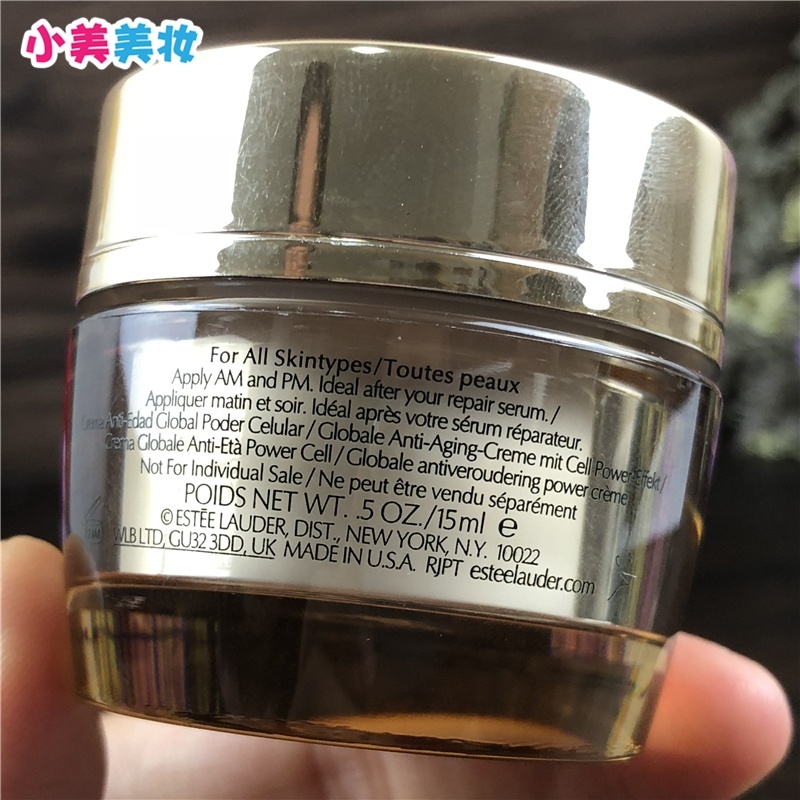 小美美妆
For All Skintypes/Toutes peaux
Apply AM and PM. Ideal after your repair serum./
Appliquer matin et soir. Idéal après votre sérum réparateur.
Crema Anti-Edad Global Poder Celular / Globale Anti-Aging-Creme mit Cell Power-Effekt/
Crema Globale Anti-Età Power Cell / Globale antiveroudering power crème
Not For Individual Sale / Ne peut être vendu séparément
POIDS NET WT. .5 OZ./15ml e
© ESTĒE LAUDER, DIST., NEW YORK, N.Y. 10022
WLB LTD, GU32 3DD, UK MADE IN U.S.A. RJPT esteelauder.com